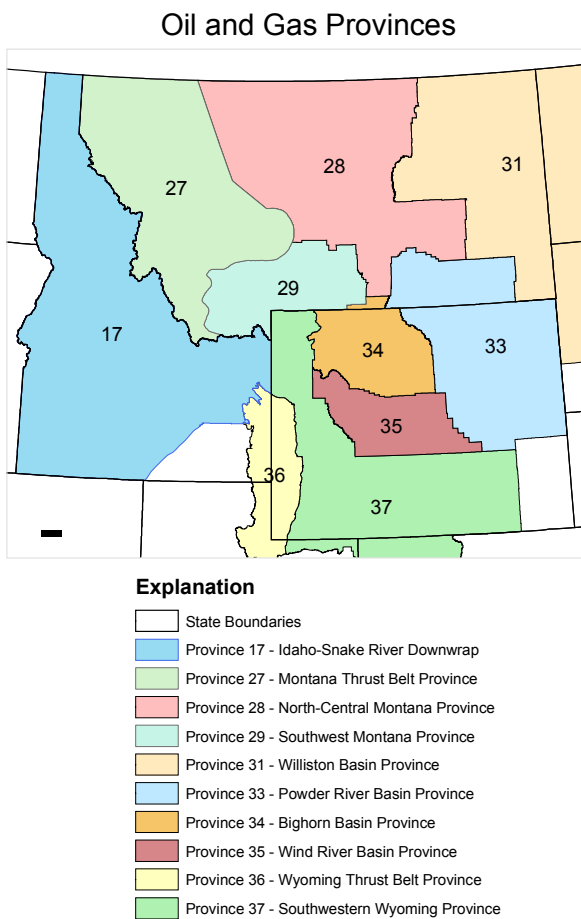 Oil and Gas Provinces
27
28
31
29
17
34
33
35
36
37
Explanation
State Boundaries
Province 17 - Idaho-Snake River Downwrap
Province 27 - Montana Thrust Belt Province
Province 28 - North-Central Montana Province
Province 29 - Southwest Montana Province
Province 31 - Williston Basin Province
Province 33 - Powder River Basin Province
Province 34 - Bighorn Basin Province
Province 35 - Wind River Basin Province
Province 36 - Wyoming Thrust Belt Province
Province 37 - Southwestern Wyoming Province